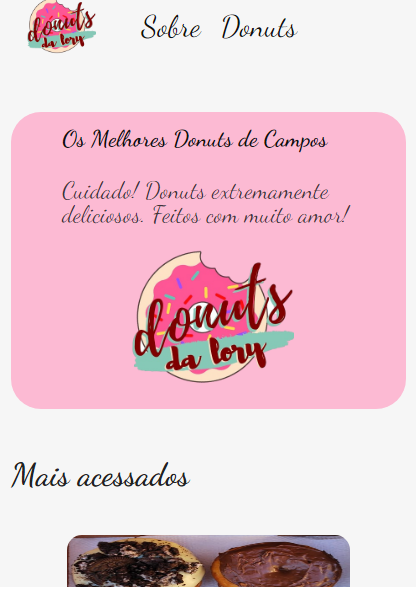 donuts
da lory
Sobre Donuts
Os Melhores Donuts de Campos
Cuidado! Donuts extremamente
deliciosos. Feitos com muito amor!
donuts
da lory
Mais acessados